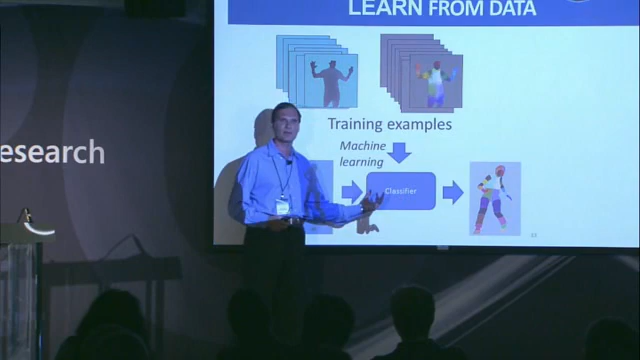 LEARN FROM DATA
Training examples
Machine
learning
esearch
Classifier